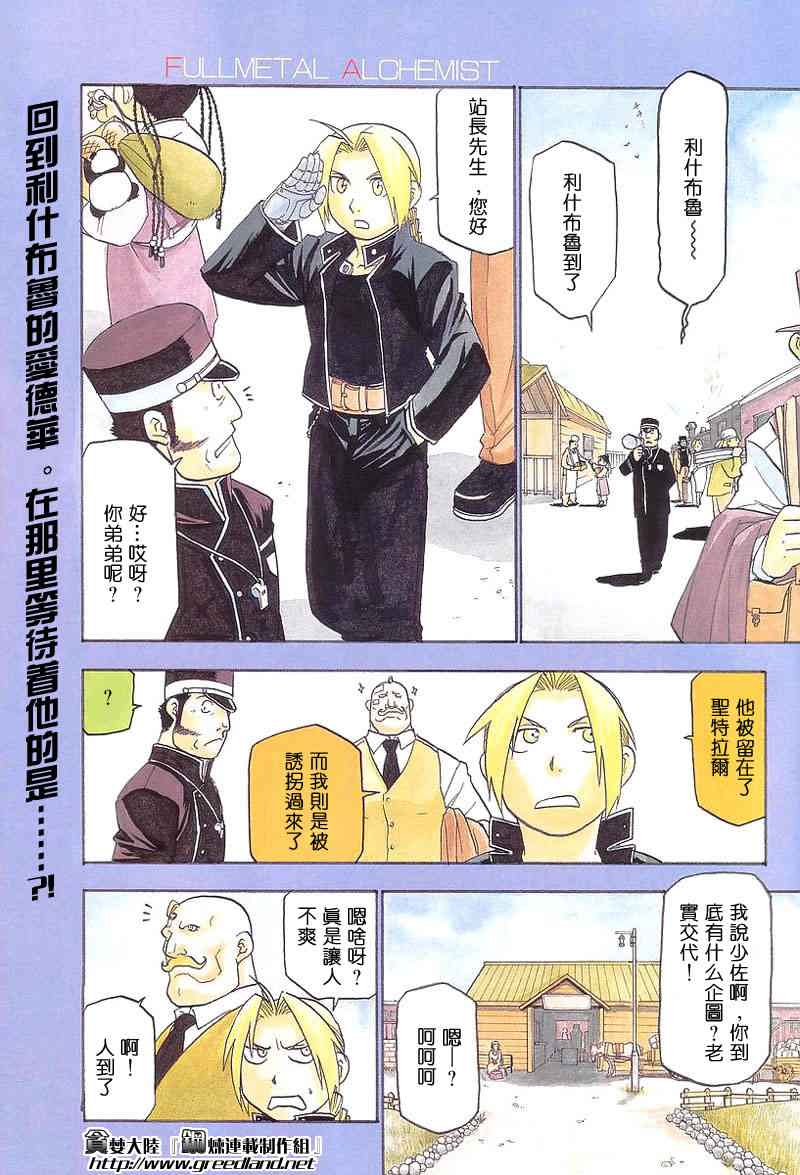 FULLMETAL ALCHEMIST
回到利什布魯的愛德華。在那里等待着他的是……?!
利什布魯~~~
利什布魯到了
站長先生，您好
好…哎呀?
你弟弟呢?
他被留在了
聖特拉爾
而我則是被
誘拐過來了
?
我說少佐啊，你到
底有什么企圖?老
實交代!
嗯—?
呵呵呵
嗯啥呀?
眞是讓人
不爽
啊!
人到了
貪婪大陸『鋼煉連載制作組』
http://www.greedland.net/